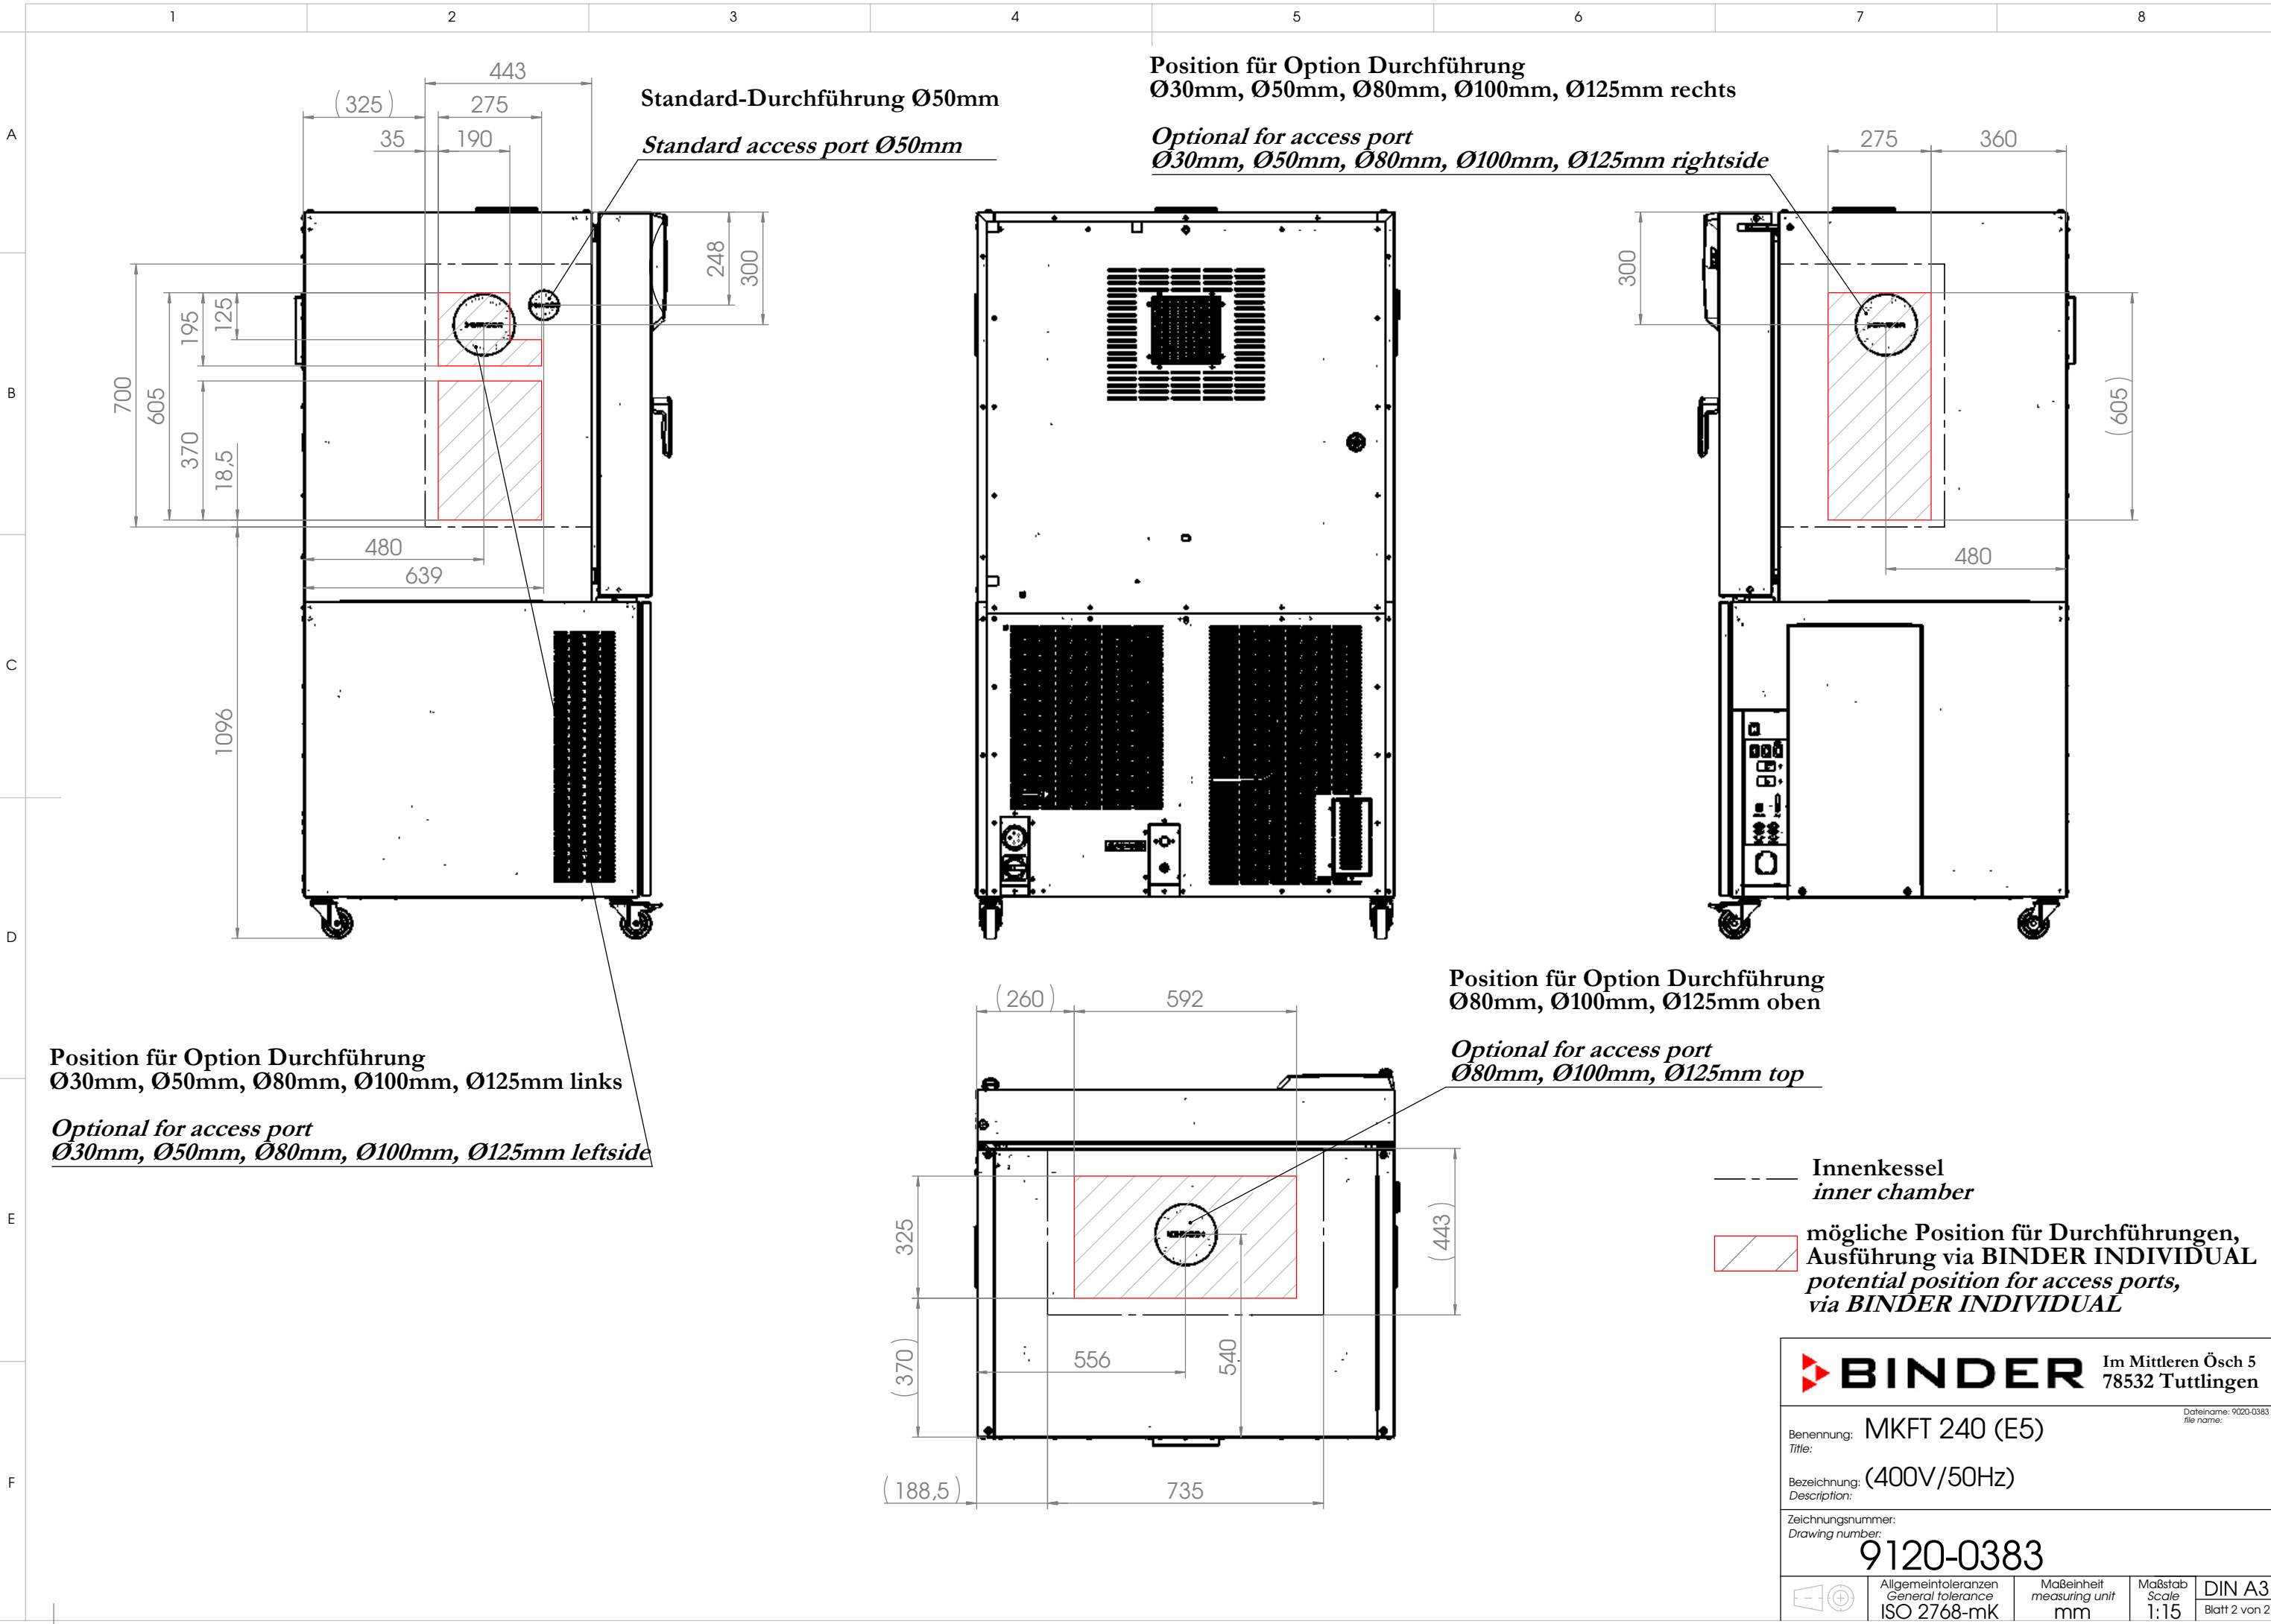 1 2 3 4 5 6 7 8
A
B
C
D
E
F
Standard-Durchführung Ø50mm
Standard access port Ø50mm
Position für Option Durchführung
Ø30mm, Ø50mm, Ø80mm, Ø100mm, Ø125mm rechts
Optional for access port
Ø30mm, Ø50mm, Ø80mm, Ø100mm, Ø125mm rightside
443
(325)
275
35
190
248
300
700
605
195
125
370
18,5
480
639
1096
275
360
300
(605)
480
Position für Option Durchführung
Ø30mm, Ø50mm, Ø80mm, Ø100mm, Ø125mm links
Optional for access port
Ø30mm, Ø50mm, Ø80mm, Ø100mm, Ø125mm leftside
Position für Option Durchführung
Ø80mm, Ø100mm, Ø125mm oben
Optional for access port
Ø80mm, Ø100mm, Ø125mm top
(260)
592
325
(370)
(443)
556
540
(188,5)
735
Innenkessel
inner chamber
mögliche Position für Durchführungen,
Ausführung via BINDER INDIVIDUAL
potential position for access ports,
via BINDER INDIVIDUAL
BINDER
Im Mittleren Ösch 5
78532 Tuttlingen
Dateiname: 9020-0383
file name:
Benennung: MKFT 240 (E5)
Title:
Bezeichnung: (400V/50Hz)
Description:
Zeichnungsnummer:
Drawing number:
9120-0383
Allgemeintoleranzen
General tolerance
ISO 2768-mK
Maßeinheit
measuring unit
mm
Maßstab
Scale
1:15
DIN A3
Blatt 2 von 2